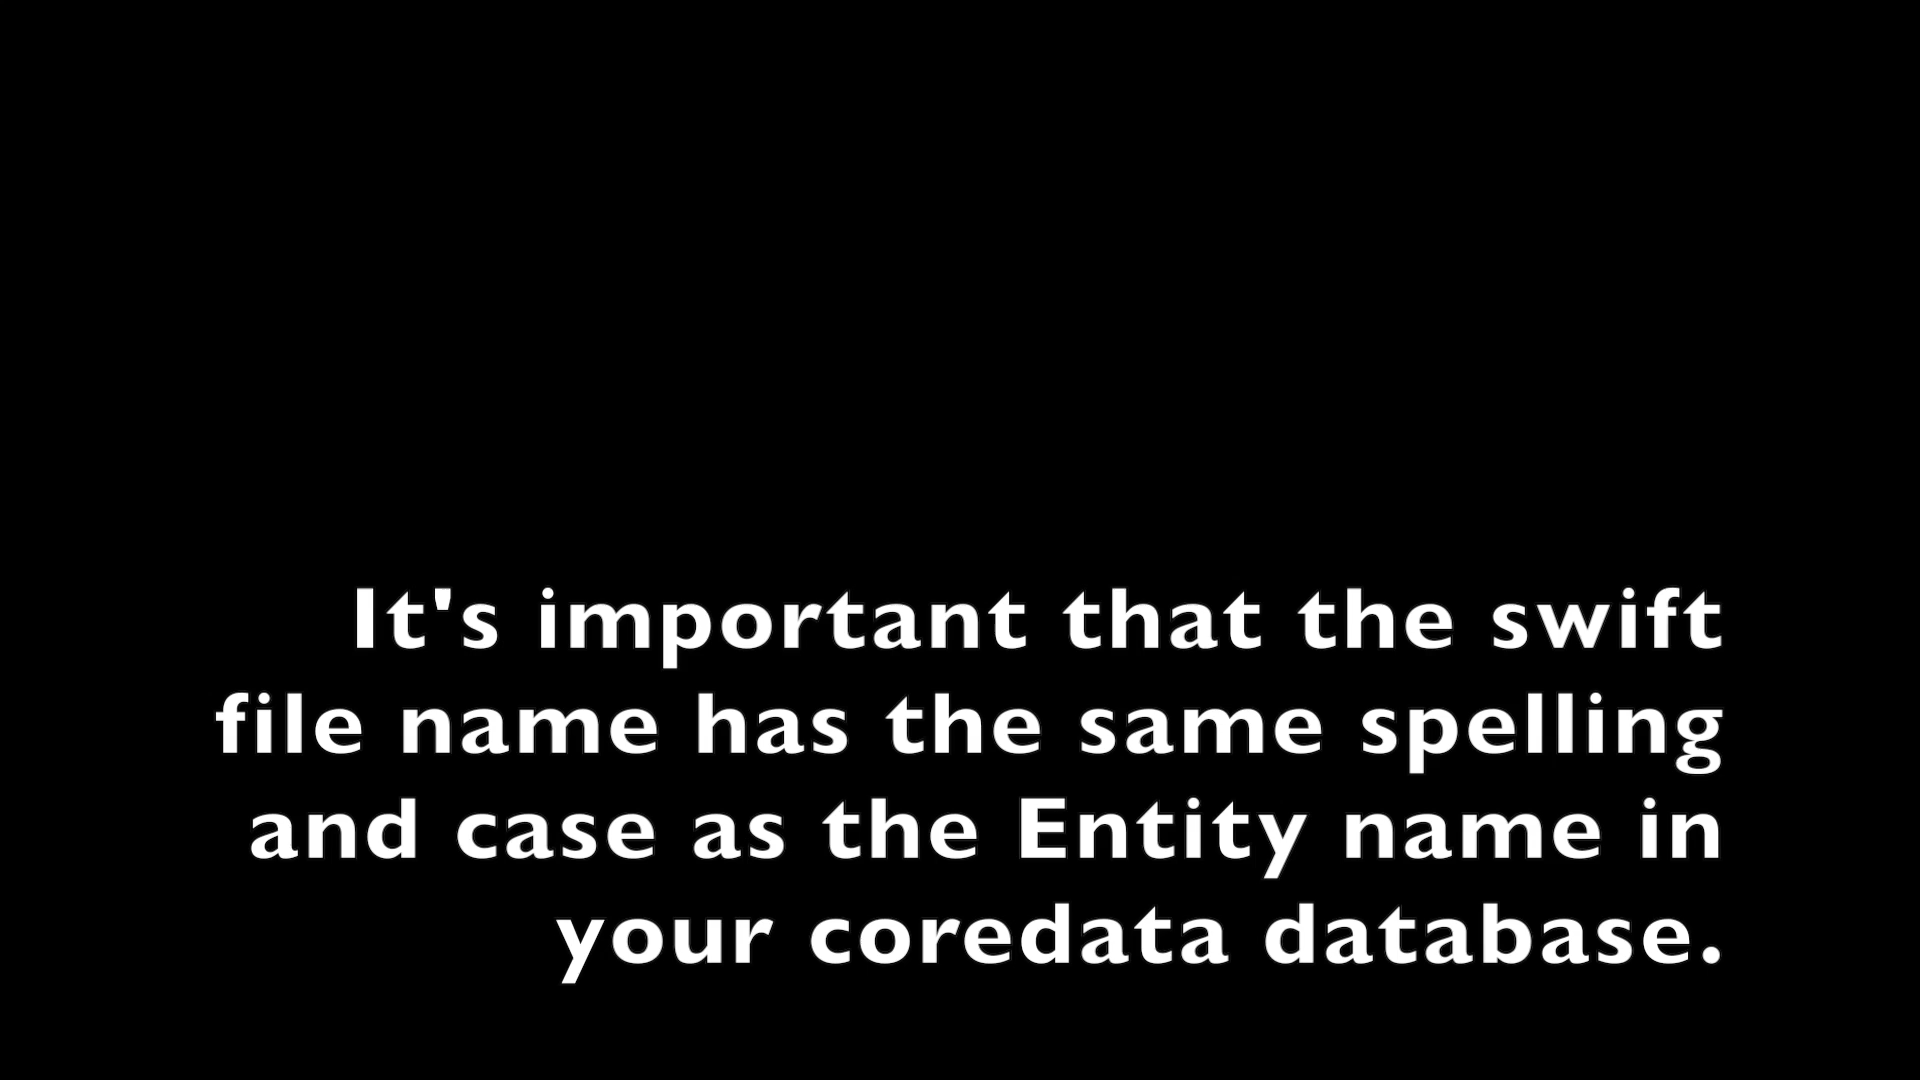 It's important that the swift
file name has the same spelling
and case as the Entity name in
your coredata database.